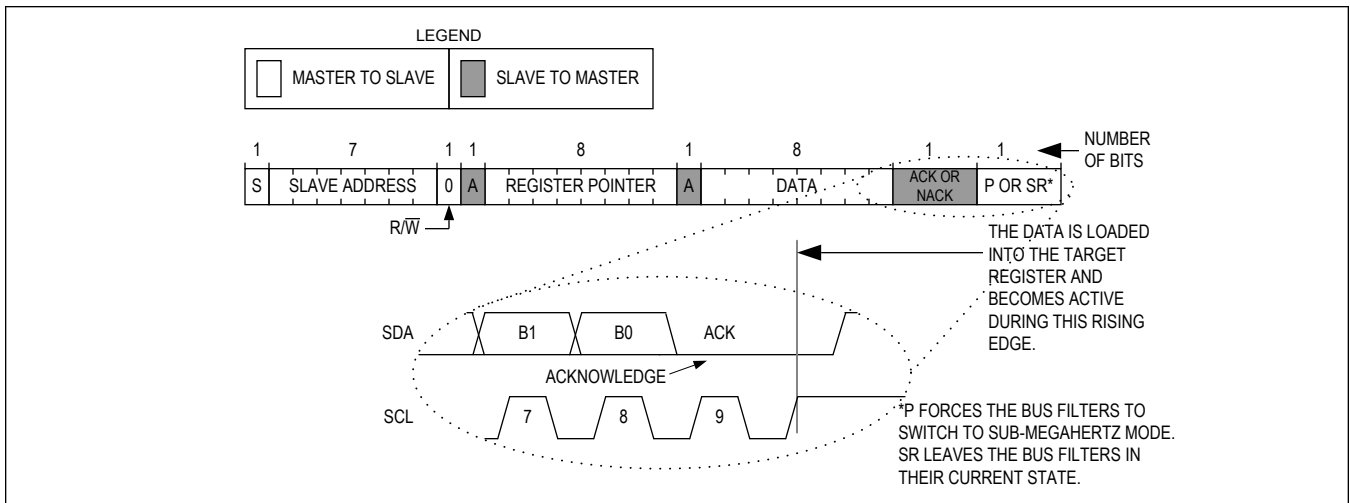 LEGEND
MASTER TO SLAVE SLAVE TO MASTER
1 7 1 1 8 1 8 1 1 NUMBER
OF BITS
S SLAVE ADDRESS 0 A REGISTER POINTER A DATA ACK OR
NACK P OR SR*
R/W̅
THE DATA IS LOADED
INTO THE TARGET
REGISTER AND
BECOMES ACTIVE
DURING THIS RISING
EDGE.
SDA B1 B0 ACK
ACKNOWLEDGE
SCL 7 8 9
*P FORCES THE BUS FILTERS TO
SWITCH TO SUB-MEGAHERTZ MODE.
SR LEAVES THE BUS FILTERS IN
THEIR CURRENT STATE.